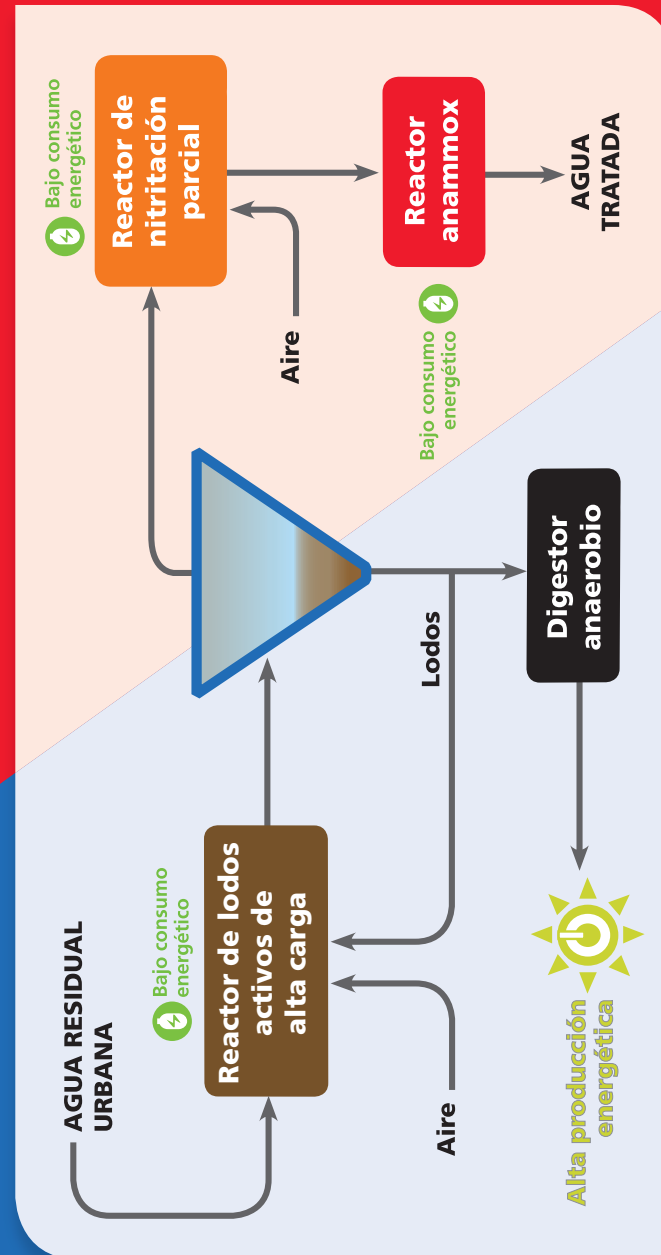 AGUA RESIDUAL
URBANA
Bajo consumo
energético
Reactor de lodos
activos de
alta carga
Aire
Lodos
Alta producción
energética
Digestor
anaerobio
Bajo consumo
energético
Reactor de
nitritación
parcial
Aire
Bajo consumo
energético
Reactor
anammox
AGUA
TRATADA